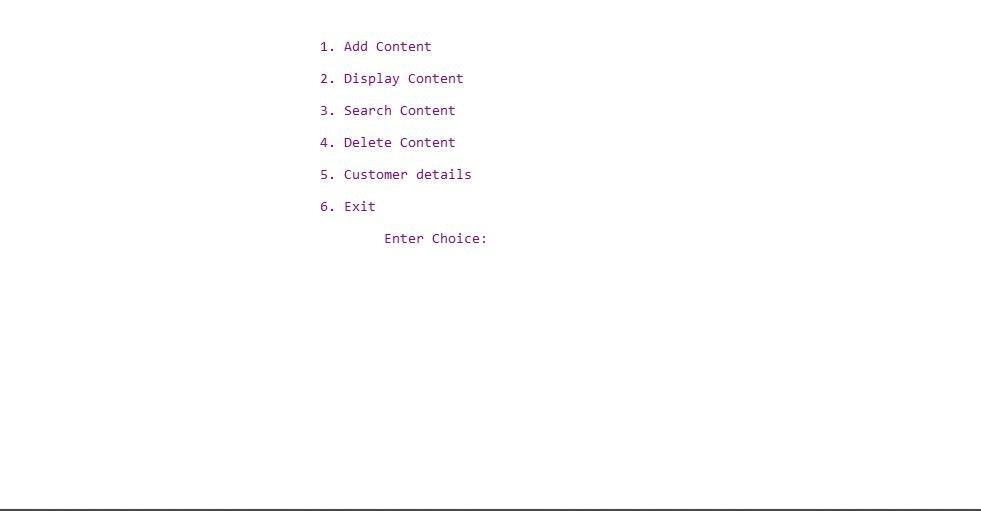 1. Add Content
2. Display Content
3. Search Content
4. Delete Content
5. Customer details
6. Exit
Enter Choice: